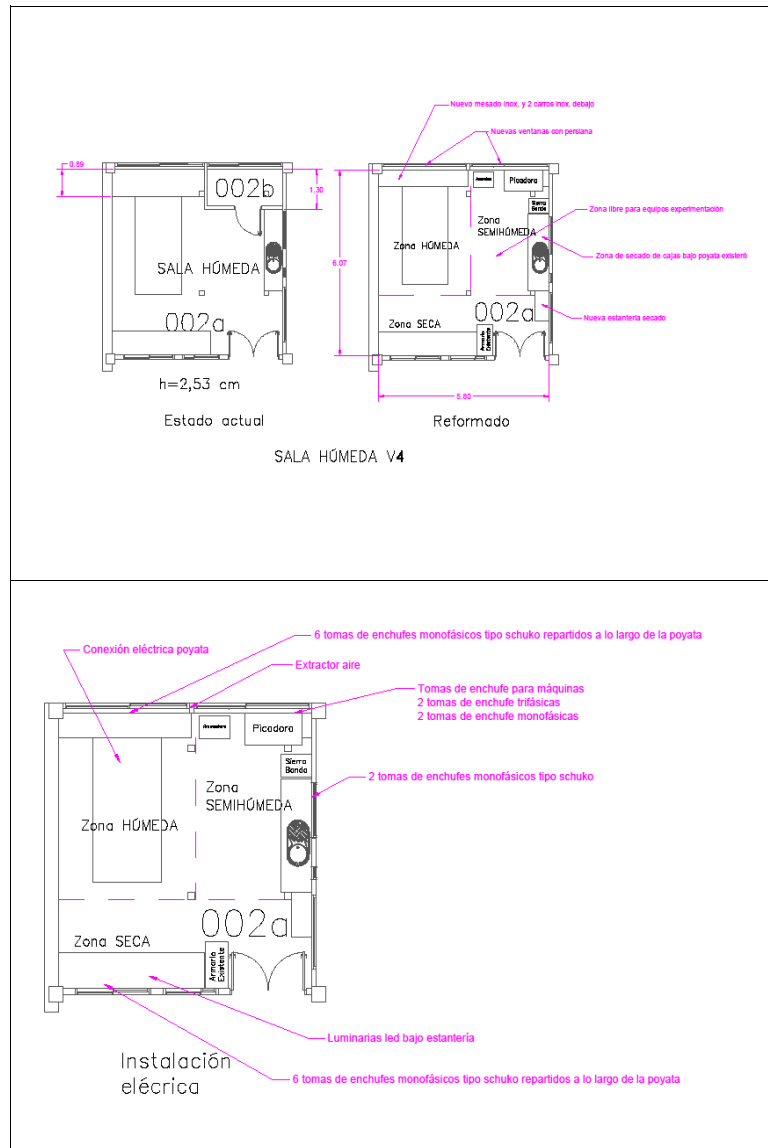 Nuevo mesado inox. y 2 carros inox. debajo
Nuevas ventanas con persiana
0.89
002b
1.30
Picadora
Sierra
Banda
Zona libre para equipos experimentación
Zona
SEMIHÚMEDA
Zona HÚMEDA
Zona de secado de cajas bajo poyata existent
SALA HÚMEDA
6.07
002a
002a
Nueva estantería secado
Zona SECA
Armario
Existente
h=2,53 cm
5.80
Estado actual
Reformado
SALA HÚMEDA V4
6 tomas de enchufes monofásicos tipo schuko repartidos a lo largo de la poyata
Conexión eléctrica poyata
Extractor aire
Tomas de enchufe para máquinas
2 tomas de enchufe trifásicas
2 tomas de enchufe monofásicas
Picadora
Sierra
Banda
2 tomas de enchufes monofásicos tipo schuko
Zona
SEMIHÚMEDA
Zona HÚMEDA
002a
Zona SECA
Armario
Existente
Luminarias led bajo estantería
Instalación
elécrica
6 tomas de enchufes monofásicos tipo schuko repartidos a lo largo de la poyata